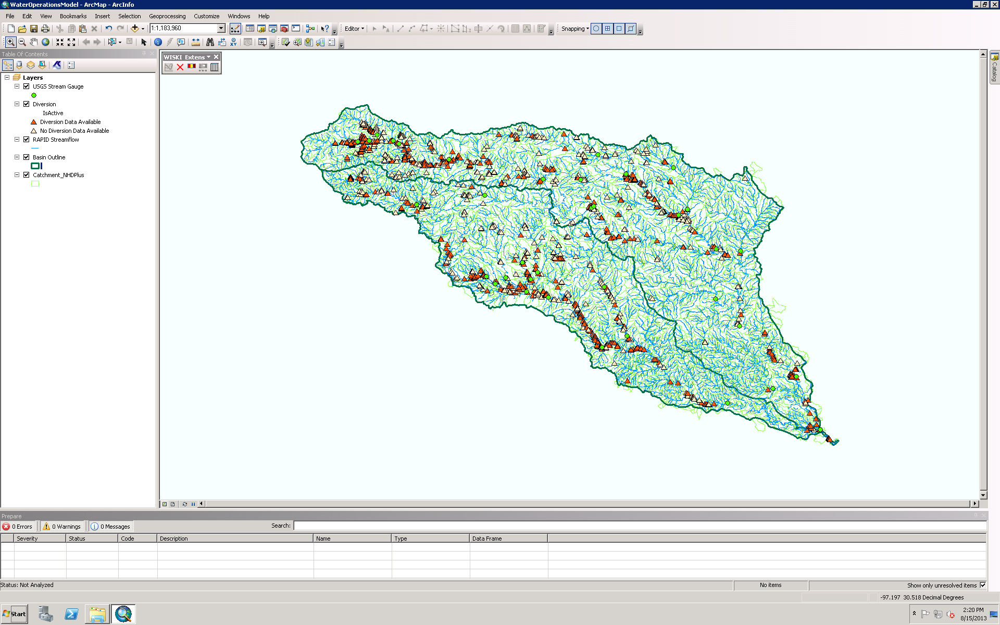 WaterOperationsModel - ArcMap - ArcInfo
File Edit View Bookmarks Insert Selection Geoprocessing Customize Windows Help
1:1,183,960 Editor Snapping
Table Of Contents
WISKI Extens
Catalog
Layers
USGS Stream Gauge
Diversion
IsActive
Diversion Data Available
No Diversion Data Available
RAPID Streamflow
Basin Outline
Catchment_NHDPlus
Prepare
0 Errors 0 Warnings 0 Messages Search:
Severity Status Code Description Name Type Data Frame
Status: Not Analyzed No items Show only unresolved items
-97.197 30.518 Decimal Degrees
Start 2:20 PM
8/15/2013